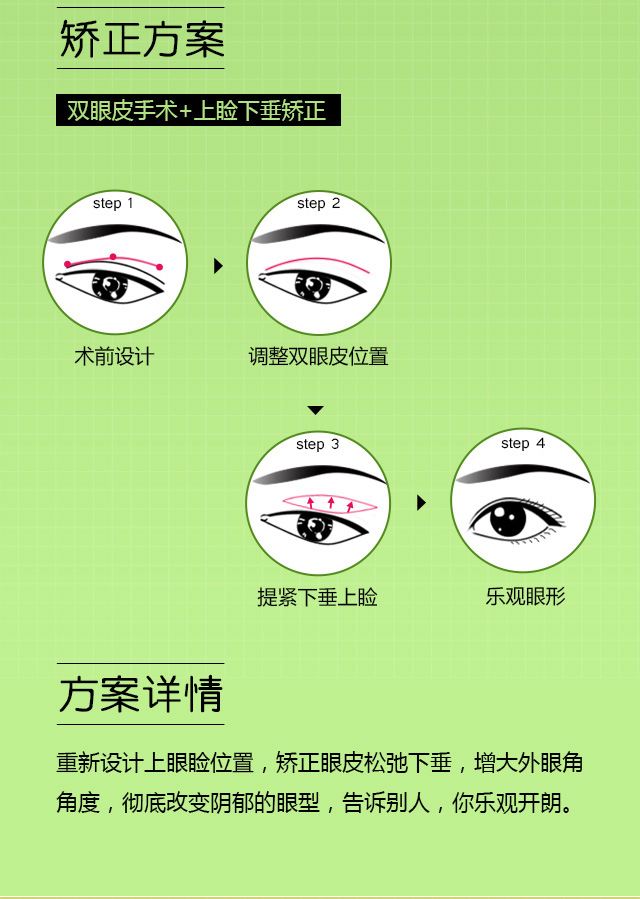 矫正方案
双眼皮手术+上睑下垂矫正
step 1
step 2
术前设计
调整双眼皮位置
step 3
step 4
提紧下垂上睑
乐观眼形
方案详情
重新设计上眼睑位置，矫正眼皮松弛下垂，增大外眼角
角度，彻底改变阴郁的眼型，告诉别人，你乐观开朗。